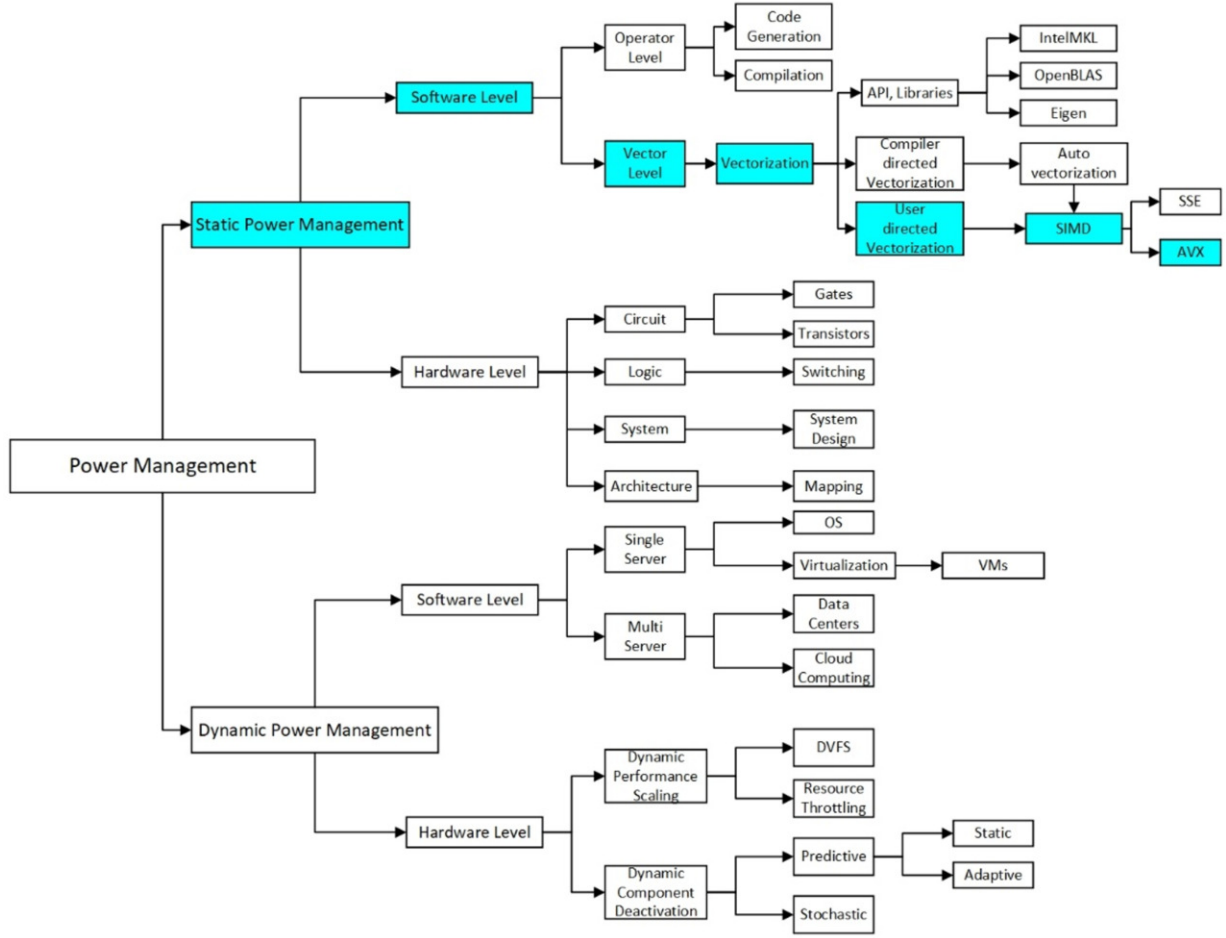 Code
Generation
Operator
Level
Compilation
IntelMKL
OpenBLAS
Eigen
API, Libraries
Software Level
Vector
Level
Vectorization
Compiler
directed
Vectorization
Auto
vectorization
User
directed
Vectorization
SIMD
SSE
AVX
Static Power Management
Gates
Circuit
Transistors
Hardware Level
Logic
Switching
System
System
Design
Architecture
Mapping
Power Management
OS
Single
Server
Virtualization
VMs
Software Level
Multi
Server
Data
Centers
Cloud
Computing
Dynamic Power Management
Dynamic
Performance
Scaling
DVFS
Resource
Throttling
Hardware Level
Dynamic
Component
Deactivation
Predictive
Static
Adaptive
Stochastic